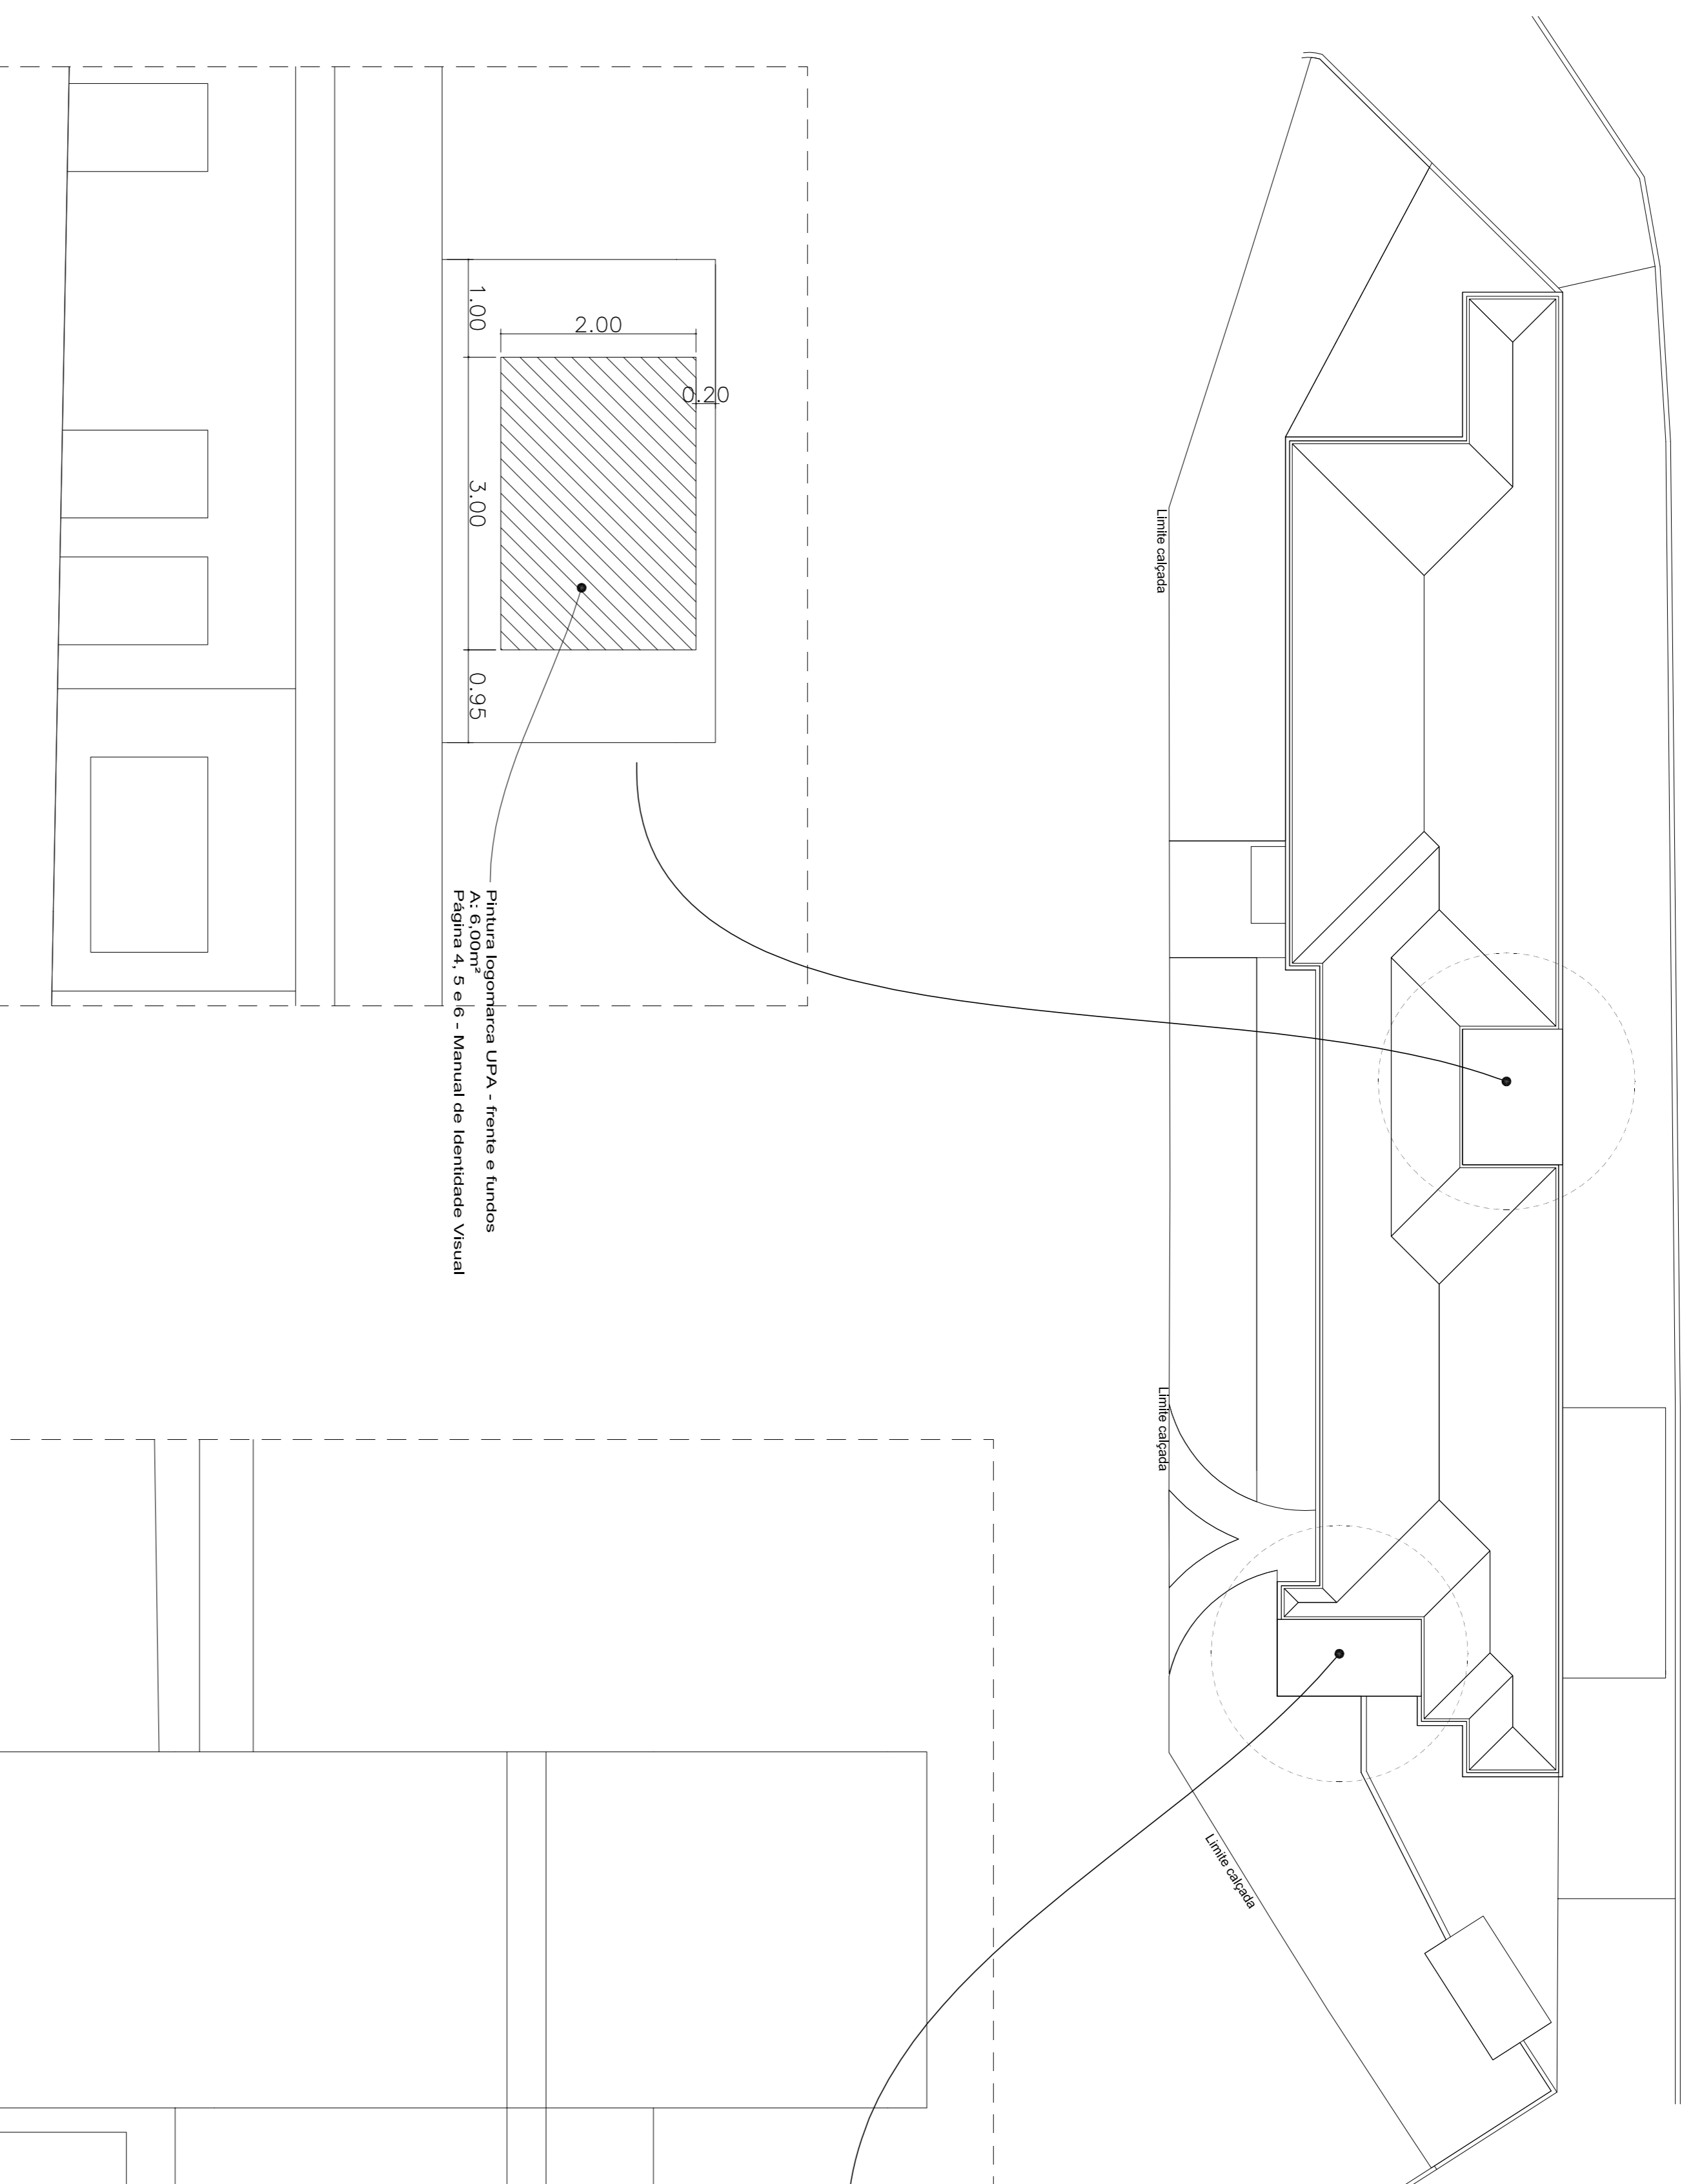 1.00
2.00
0.20
3.00
0.95
Pintura logomarca UPA - frente e fundos
A: 6,00m²
Página 4, 5 e 6 - Manual de Identidade Visual
Limite calçada
Limite calçada
Limite calçada